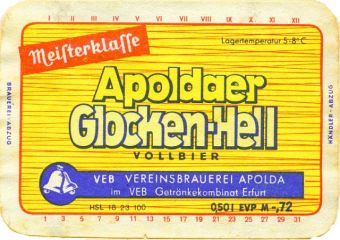 I II III IV V VI VII VIII IX X XI XII
Meisterklasse
Lagertemperatur 5-8°C
BRAUEREI-ABZUG
HÄNDLER-ABZUG
Apoldaer
Glocken-Hell
VOLLBIER
VEB VEREINSBRAUEREI APOLDA
im VEB Getränkekombinat Erfurt
HSL 18 23 100
0,50 l EVP M -,72
1 3 5 7 9 11 13 15 17 19 21 23 25 27 29 31